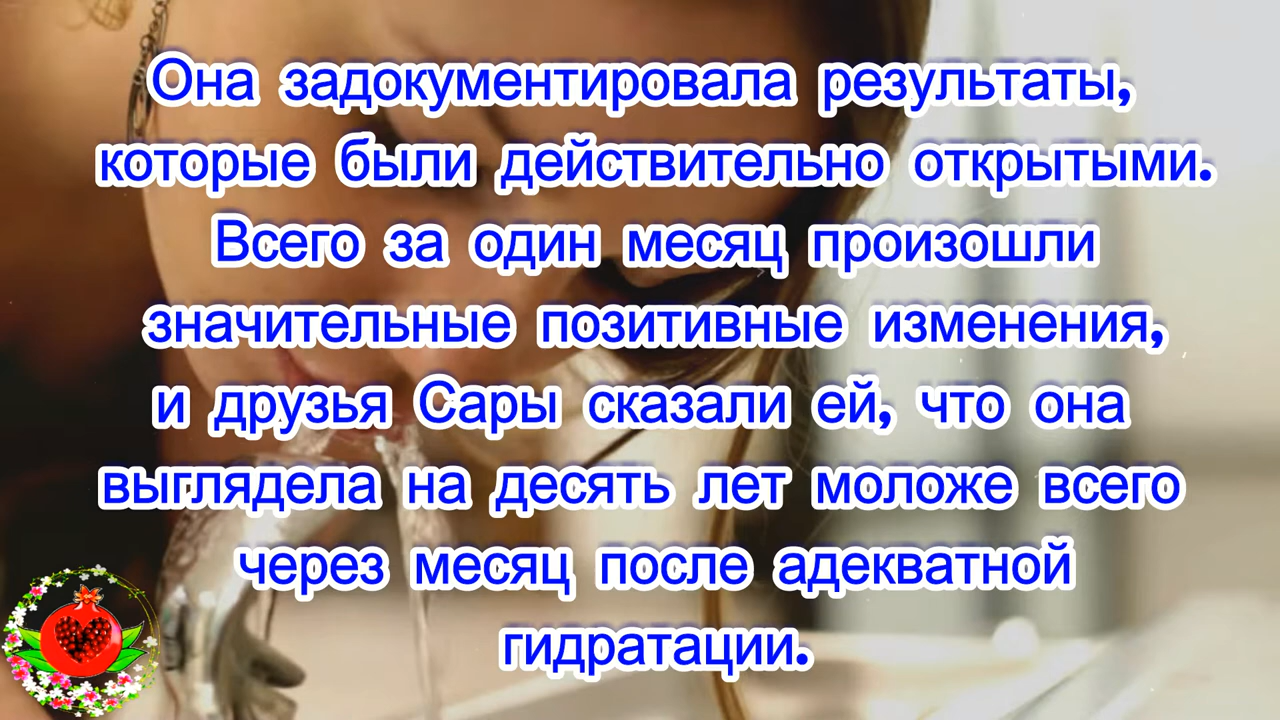 Она задокументировала результаты,
которые были действительно открытыми.
Всего за один месяц произошли
значительные позитивные изменения,
и друзья Сары сказали ей, что она
выглядела на десять лет моложе всего
через месяц после адекватной
гидратации.